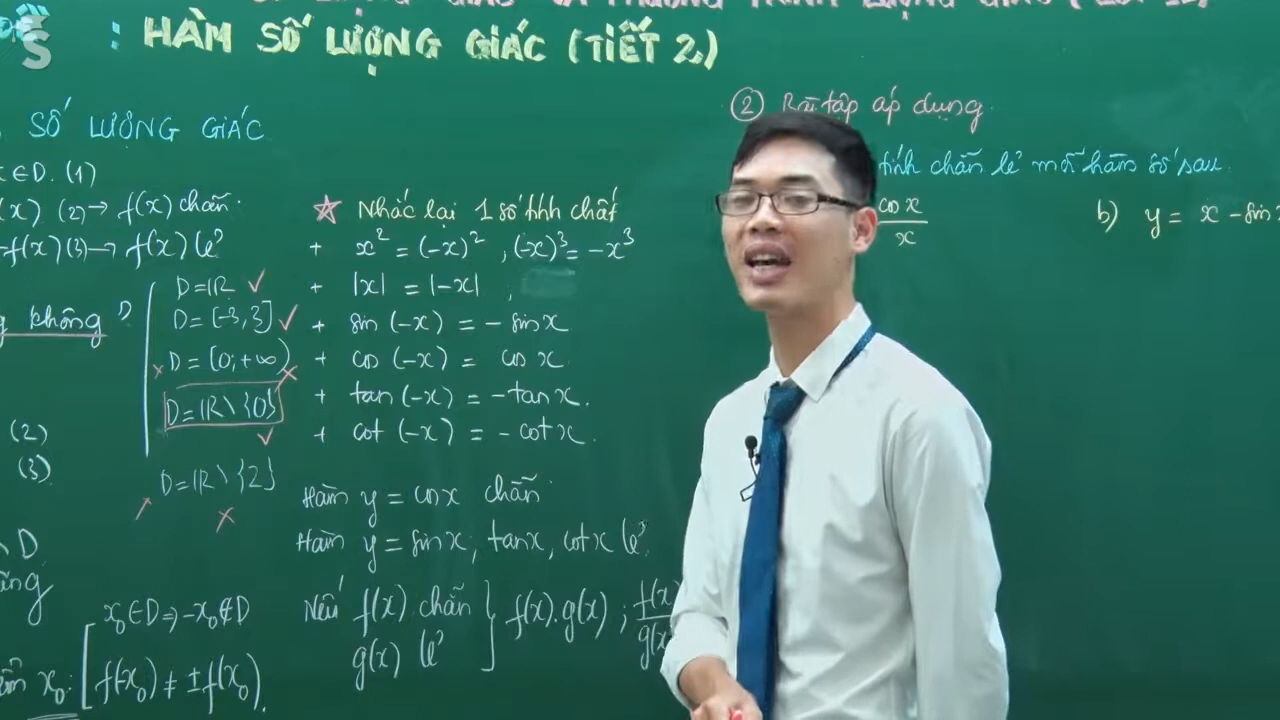 : HÀM SỐ LƯỢNG GIÁC (TIẾT 2)
SỐ LƯỢNG GIÁC
x ∈ D. (1)
(x) (2) → f(x) chẵn.
-f(x) (3) → f(x) lẻ
không?
D=ℝ ✓
D=[-3,3] ✓
D=[0;+∞)
D=ℝ\{0}
D=ℝ\{2}
(2)
(3)
D
x₀∈D ⇒ -x₀∉D
x₀: f(-x₀) ≠ ±f(x₀).
☆ Nhắc lại 1 số tính chất
+ x² = (-x)², (-x)³ = -x³
+ |x| = |-x|,
+ sin(-x) = -sin x
+ cos(-x) = cos x.
+ tan(-x) = -tan x.
+ cot(-x) = -cot x.
Hàm y = cos x chẵn.
Hàm y = sin x, tan x, cot x lẻ.
Nếu f(x) chẵn
g(x) lẻ
} f(x).g(x) ; f(x)/g(x
② Bài tập áp dụng.
tính chẵn lẻ mỗi hàm số sau.
cos x / x
b) y = x - sin